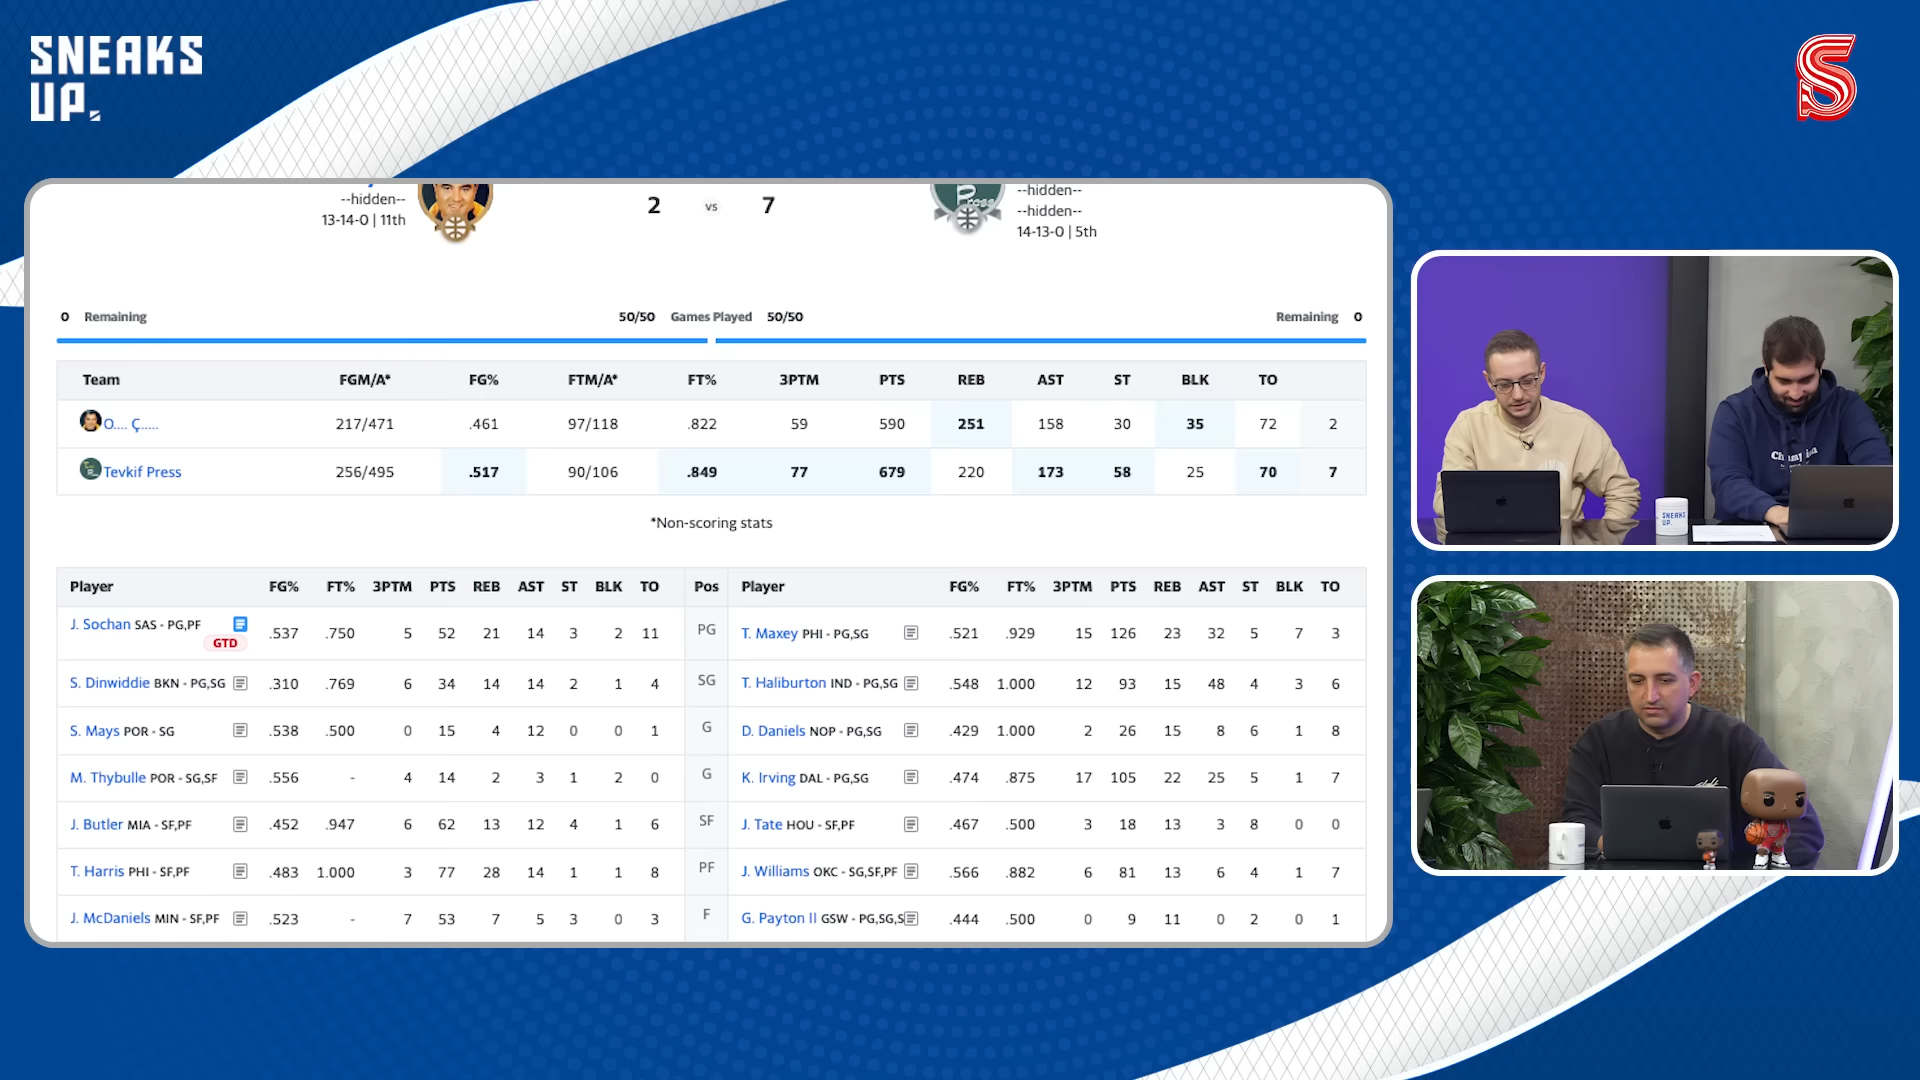 SNEAKS
UP.
S
--hidden--
13-14-0 | 11th
2 vs 7
Press
--hidden--
--hidden--
14-13-0 | 5th
0 Remaining 50/50 Games Played 50/50 Remaining 0
Team FGM/A* FG% FTM/A* FT% 3PTM PTS REB AST ST BLK TO
O.... Ç..... 217/471 .461 97/118 .822 59 590 251 158 30 35 72 2
Tevkif Press 256/495 .517 90/106 .849 77 679 220 173 58 25 70 7
*Non-scoring stats
Player FG% FT% 3PTM PTS REB AST ST BLK TO Pos Player FG% FT% 3PTM PTS REB AST ST BLK TO
J. Sochan SAS - PG,PF GTD .537 .750 5 52 21 14 3 2 11 PG T. Maxey PHI - PG,SG .521 .929 15 126 23 32 5 7 3
S. Dinwiddie BKN - PG,SG .310 .769 6 34 14 14 2 1 4 SG T. Haliburton IND - PG,SG .548 1.000 12 93 15 48 4 3 6
S. Mays POR - SG .538 .500 0 15 4 12 0 0 1 G D. Daniels NOP - PG,SG .429 1.000 2 26 15 8 6 1 8
M. Thybulle POR - SG,SF .556 - 4 14 2 3 1 2 0 G K. Irving DAL - PG,SG .474 .875 17 105 22 25 5 1 7
J. Butler MIA - SF,PF .452 .947 6 62 13 12 4 1 6 SF J. Tate HOU - SF,PF .467 .500 3 18 13 3 8 0 0
T. Harris PHI - SF,PF .483 1.000 3 77 28 14 1 1 8 PF J. Williams OKC - SG,SF,PF .566 .882 6 81 13 6 4 1 7
J. McDaniels MIN - SF,PF .523 - 7 53 7 5 3 0 3 F G. Payton II GSW - PG,SG,S .444 .500 0 9 11 0 2 0 1
Champion
SNEAKS
UP.